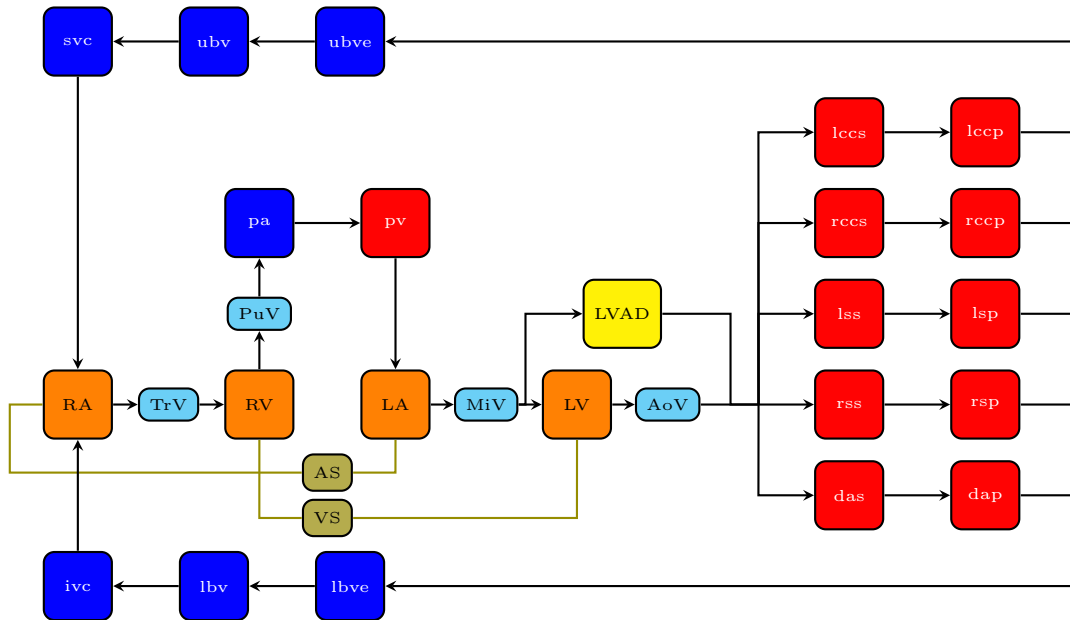 svc
ubv
ubve
lccs
lccp
pa
pv
rccs
rccp
PuV
LVAD
lss
lsp
RA
TrV
RV
LA
MiV
LV
AoV
rss
rsp
AS
VS
das
dap
ivc
lbv
lbve